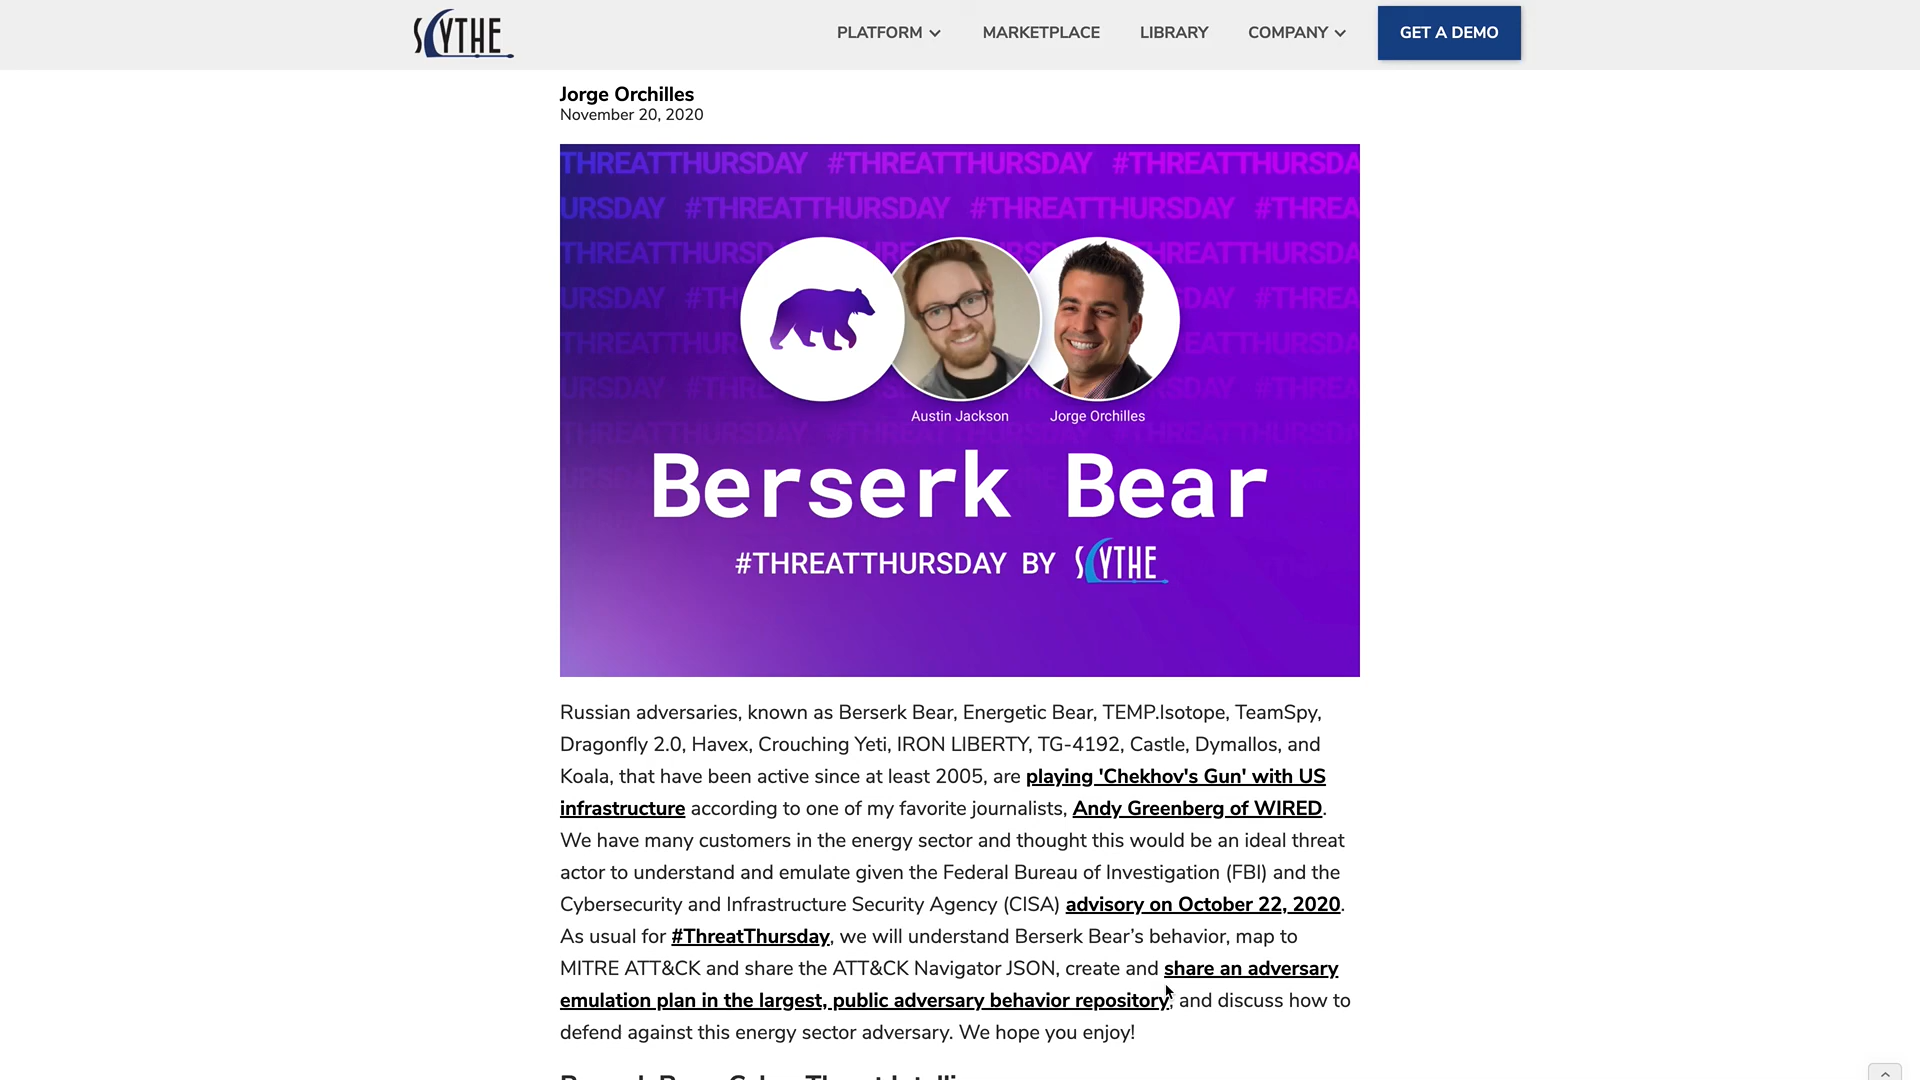 SCYTHE
PLATFORM
MARKETPLACE
LIBRARY
COMPANY
GET A DEMO
Jorge Orchilles
November 20, 2020
THREATTHURSDAY #THREATTHURSDAY #THREATTHURSDA
URSDAY #THREATTHURSDAY #THREATTHURSDAY #THREA
Austin Jackson
Jorge Orchilles
Berserk Bear
#THREATTHURSDAY BY SCYTHE
Russian adversaries, known as Berserk Bear, Energetic Bear, TEMP.Isotope, TeamSpy,
Dragonfly 2.0, Havex, Crouching Yeti, IRON LIBERTY, TG-4192, Castle, Dymallos, and
Koala, that have been active since at least 2005, are playing 'Chekhov's Gun' with US
infrastructure according to one of my favorite journalists, Andy Greenberg of WIRED.
We have many customers in the energy sector and thought this would be an ideal threat
actor to understand and emulate given the Federal Bureau of Investigation (FBI) and the
Cybersecurity and Infrastructure Security Agency (CISA) advisory on October 22, 2020.
As usual for #ThreatThursday, we will understand Berserk Bear’s behavior, map to
MITRE ATT&CK and share the ATT&CK Navigator JSON, create and share an adversary
emulation plan in the largest, public adversary behavior repository, and discuss how to
defend against this energy sector adversary. We hope you enjoy!